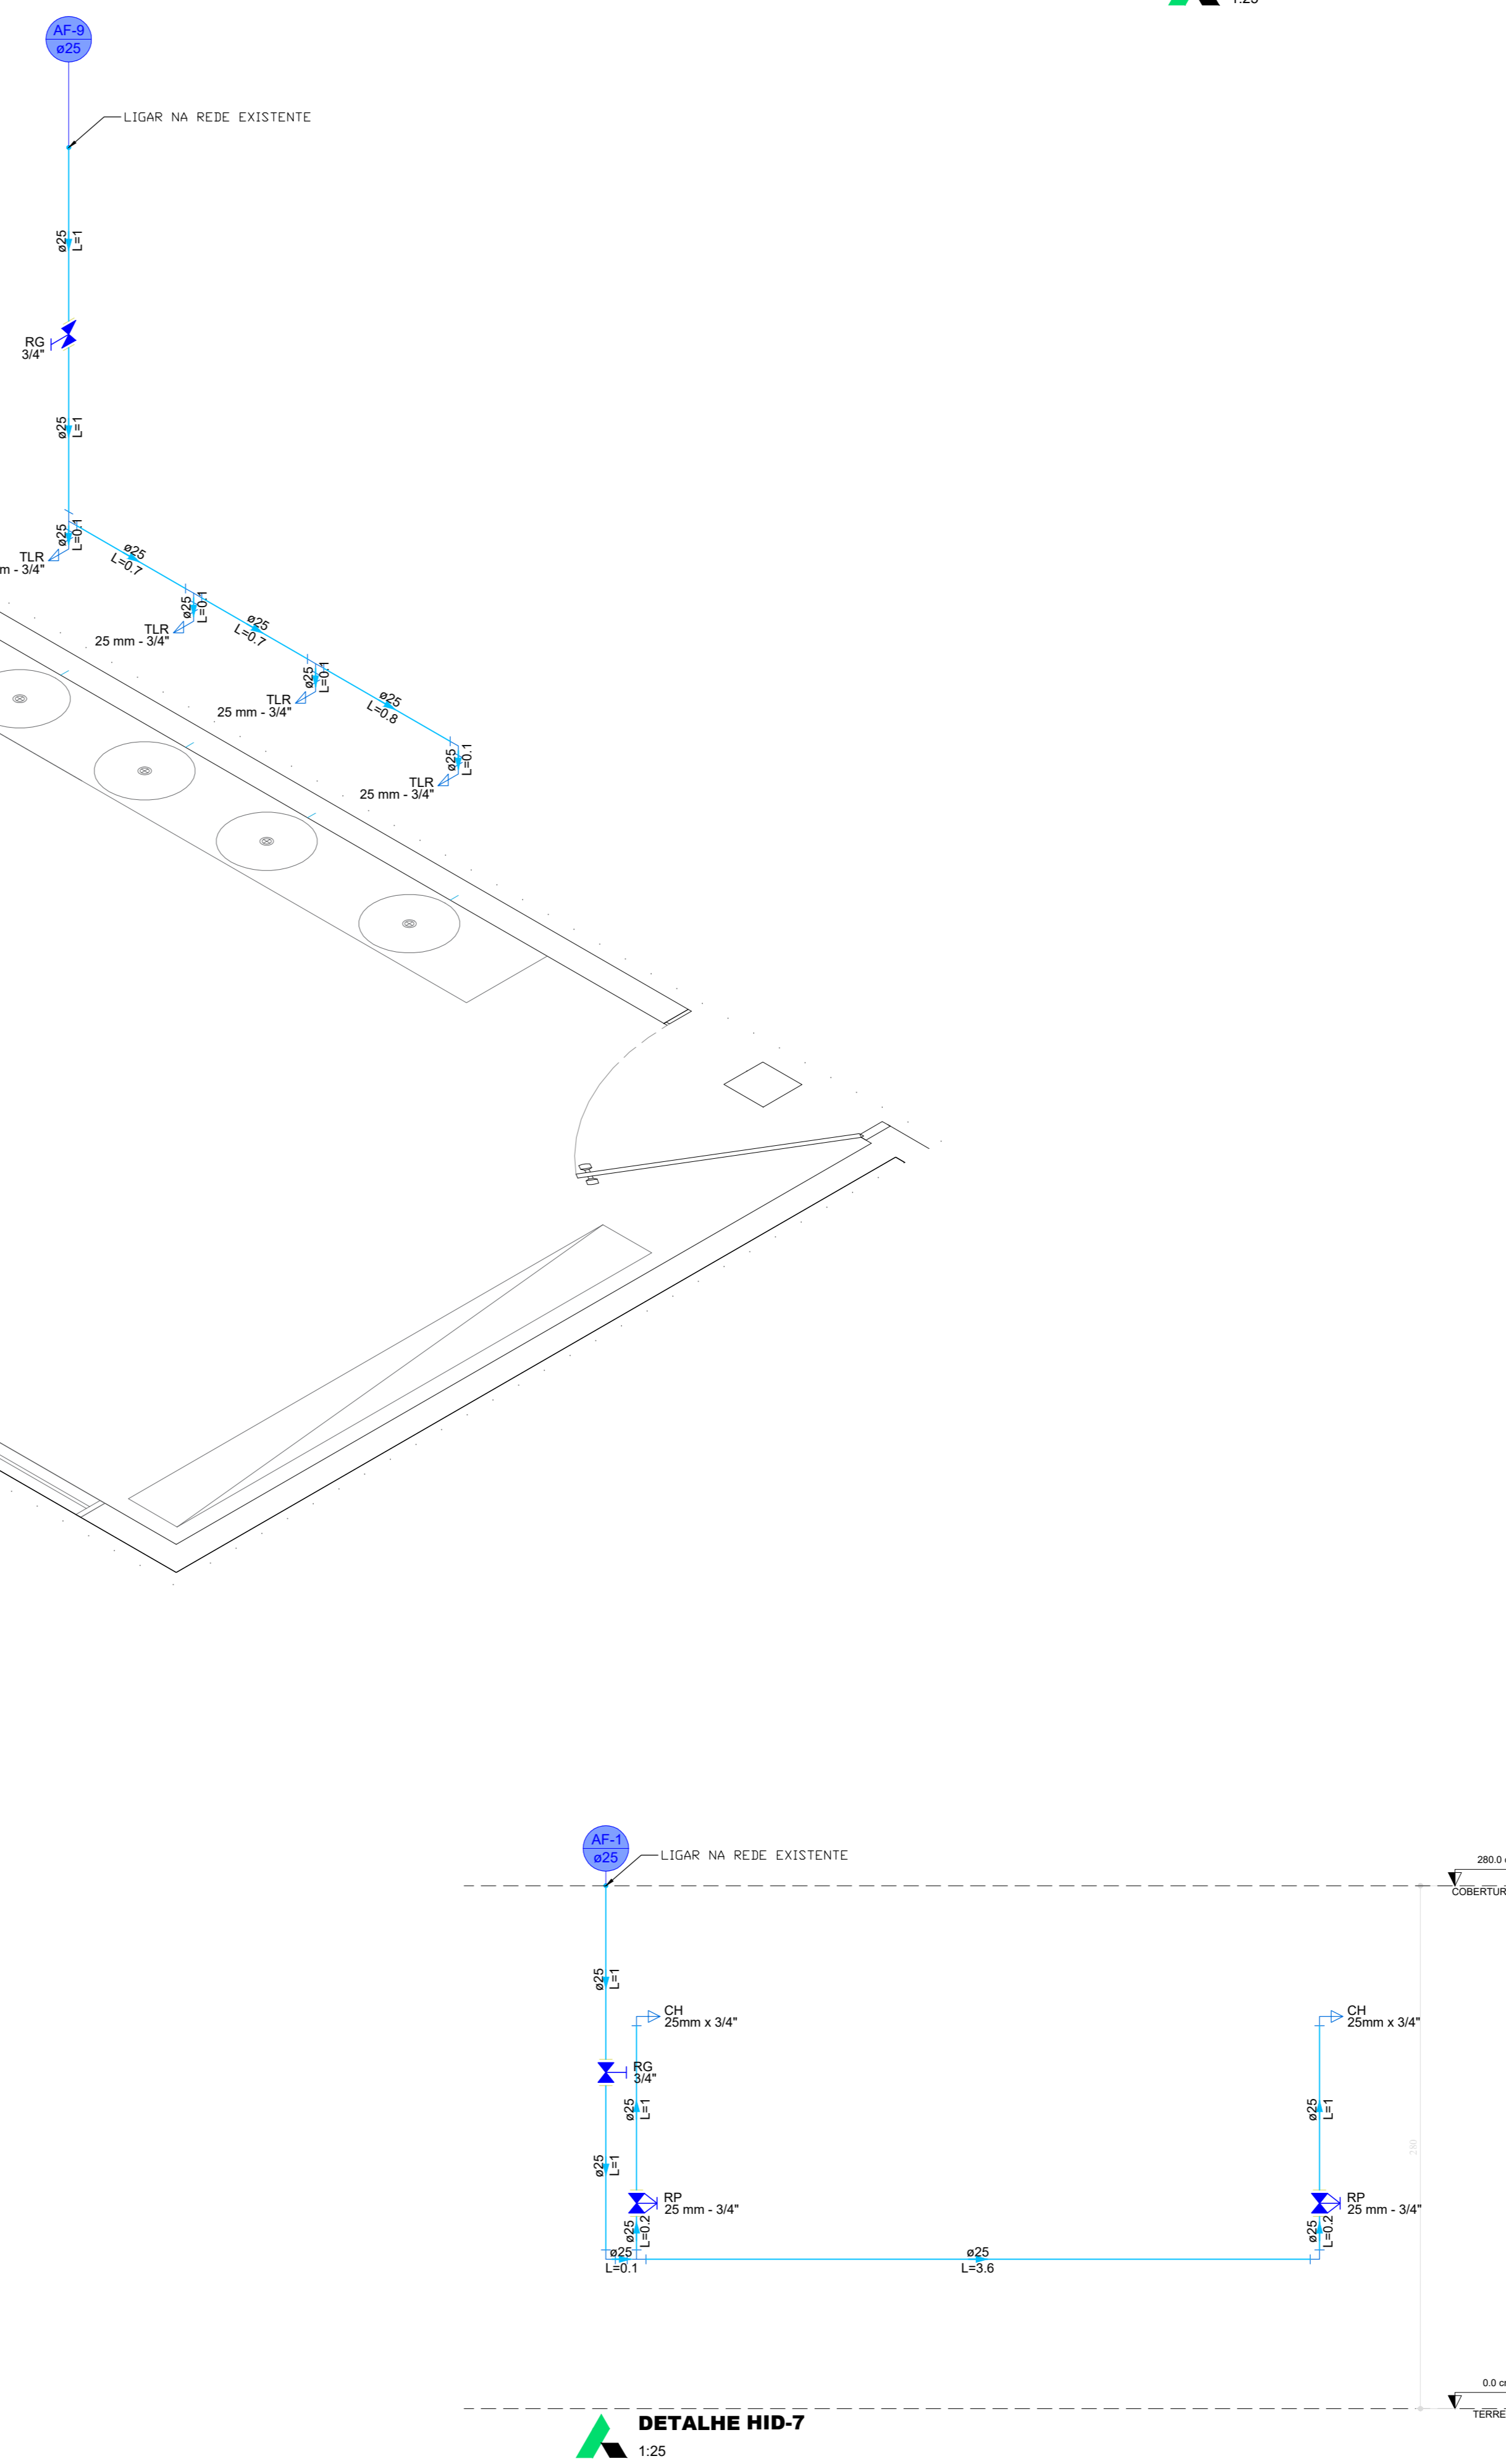 1:25
AF-9
ø25
LIGAR NA REDE EXISTENTE
ø25
L=1
RG
3/4"
ø25
L=1
ø25
L=0.1
TLR
m - 3/4"
ø25
L=0.7
ø25
L=0.1
TLR
25 mm - 3/4"
ø25
L=0.7
ø25
L=0.1
TLR
25 mm - 3/4"
ø25
L=0.8
ø25
L=0.1
TLR
25 mm - 3/4"
AF-1
ø25
LIGAR NA REDE EXISTENTE
280.0
COBERTUR
ø25
L=1
CH
25mm x 3/4"
CH
25mm x 3/4"
RG
3/4"
ø25
L=1
ø25
L=1
280
ø25
L=1
RP
25 mm - 3/4"
RP
25 mm - 3/4"
ø25
L=0.2
ø25
L=0.2
ø25
L=0.1
ø25
L=3.6
0.0 c
TERRE
DETALHE HID-7
1:25